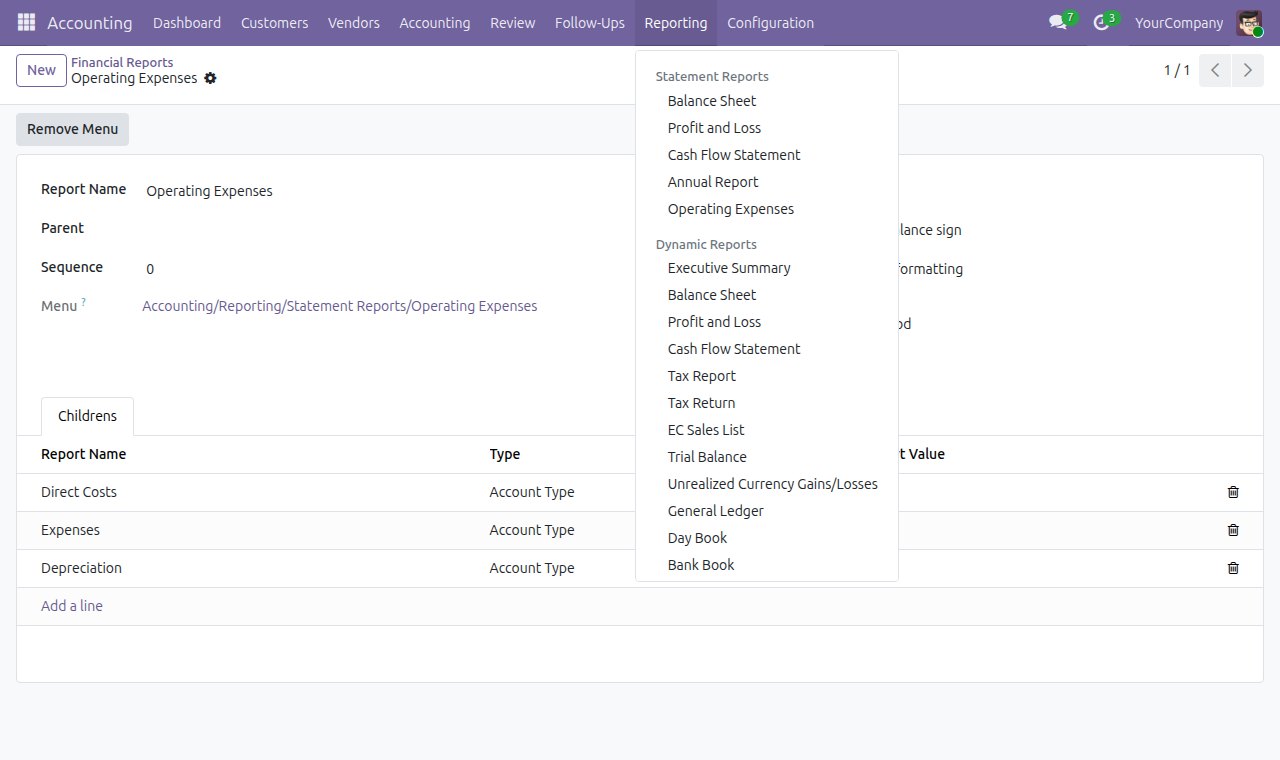 Accounting Dashboard Customers Vendors Accounting Review Follow-Ups Reporting Configuration 7 3 YourCompany
New Financial Reports
Operating Expenses
1 / 1
Remove Menu
Report Name Operating Expenses
Parent
Sequence 0
Menu ? Accounting/Reporting/Statement Reports/Operating Expenses
sign
formatting
Childrens
Report Name Type Value
Direct Costs Account Type
Expenses Account Type
Depreciation Account Type
Add a line
Statement Reports
Balance Sheet
Profit and Loss
Cash Flow Statement
Annual Report
Operating Expenses
Dynamic Reports
Executive Summary
Balance Sheet
Profit and Loss
Cash Flow Statement
Tax Report
Tax Return
EC Sales List
Trial Balance
Unrealized Currency Gains/Losses
General Ledger
Day Book
Bank Book